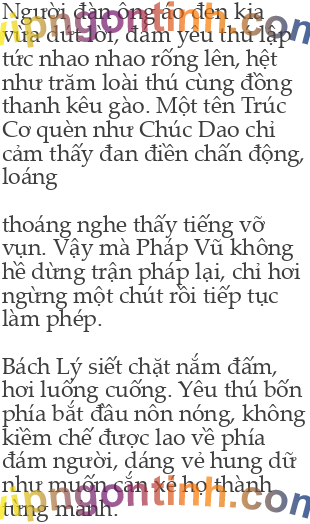 Người đàn ông áo đen kia
vừa dứt lời, đám yêu thú lập
tức nhao nhao rống lên, hệt
như trăm loài thú cùng đồng
thanh kêu gào. Một tên Trúc
Cơ quèn như Chúc Dao chỉ
cảm thấy đan điền chấn động,
loáng
thoáng nghe thấy tiếng vỡ
vụn. Vậy mà Pháp Vũ không
hề dừng trận pháp lại, chỉ hơi
ngừng một chút rồi tiếp tục
làm phép.
Bách Lý siết chặt nắm đấm,
hơi luống cuống. Yêu thú bốn
phía bắt đầu nôn nóng, không
kiềm chế được lao về phía
đám người, dáng vẻ hung dữ
như muốn cắn xé họ thành
từng mảnh.
vipngontinh.com
vipngontinh.com